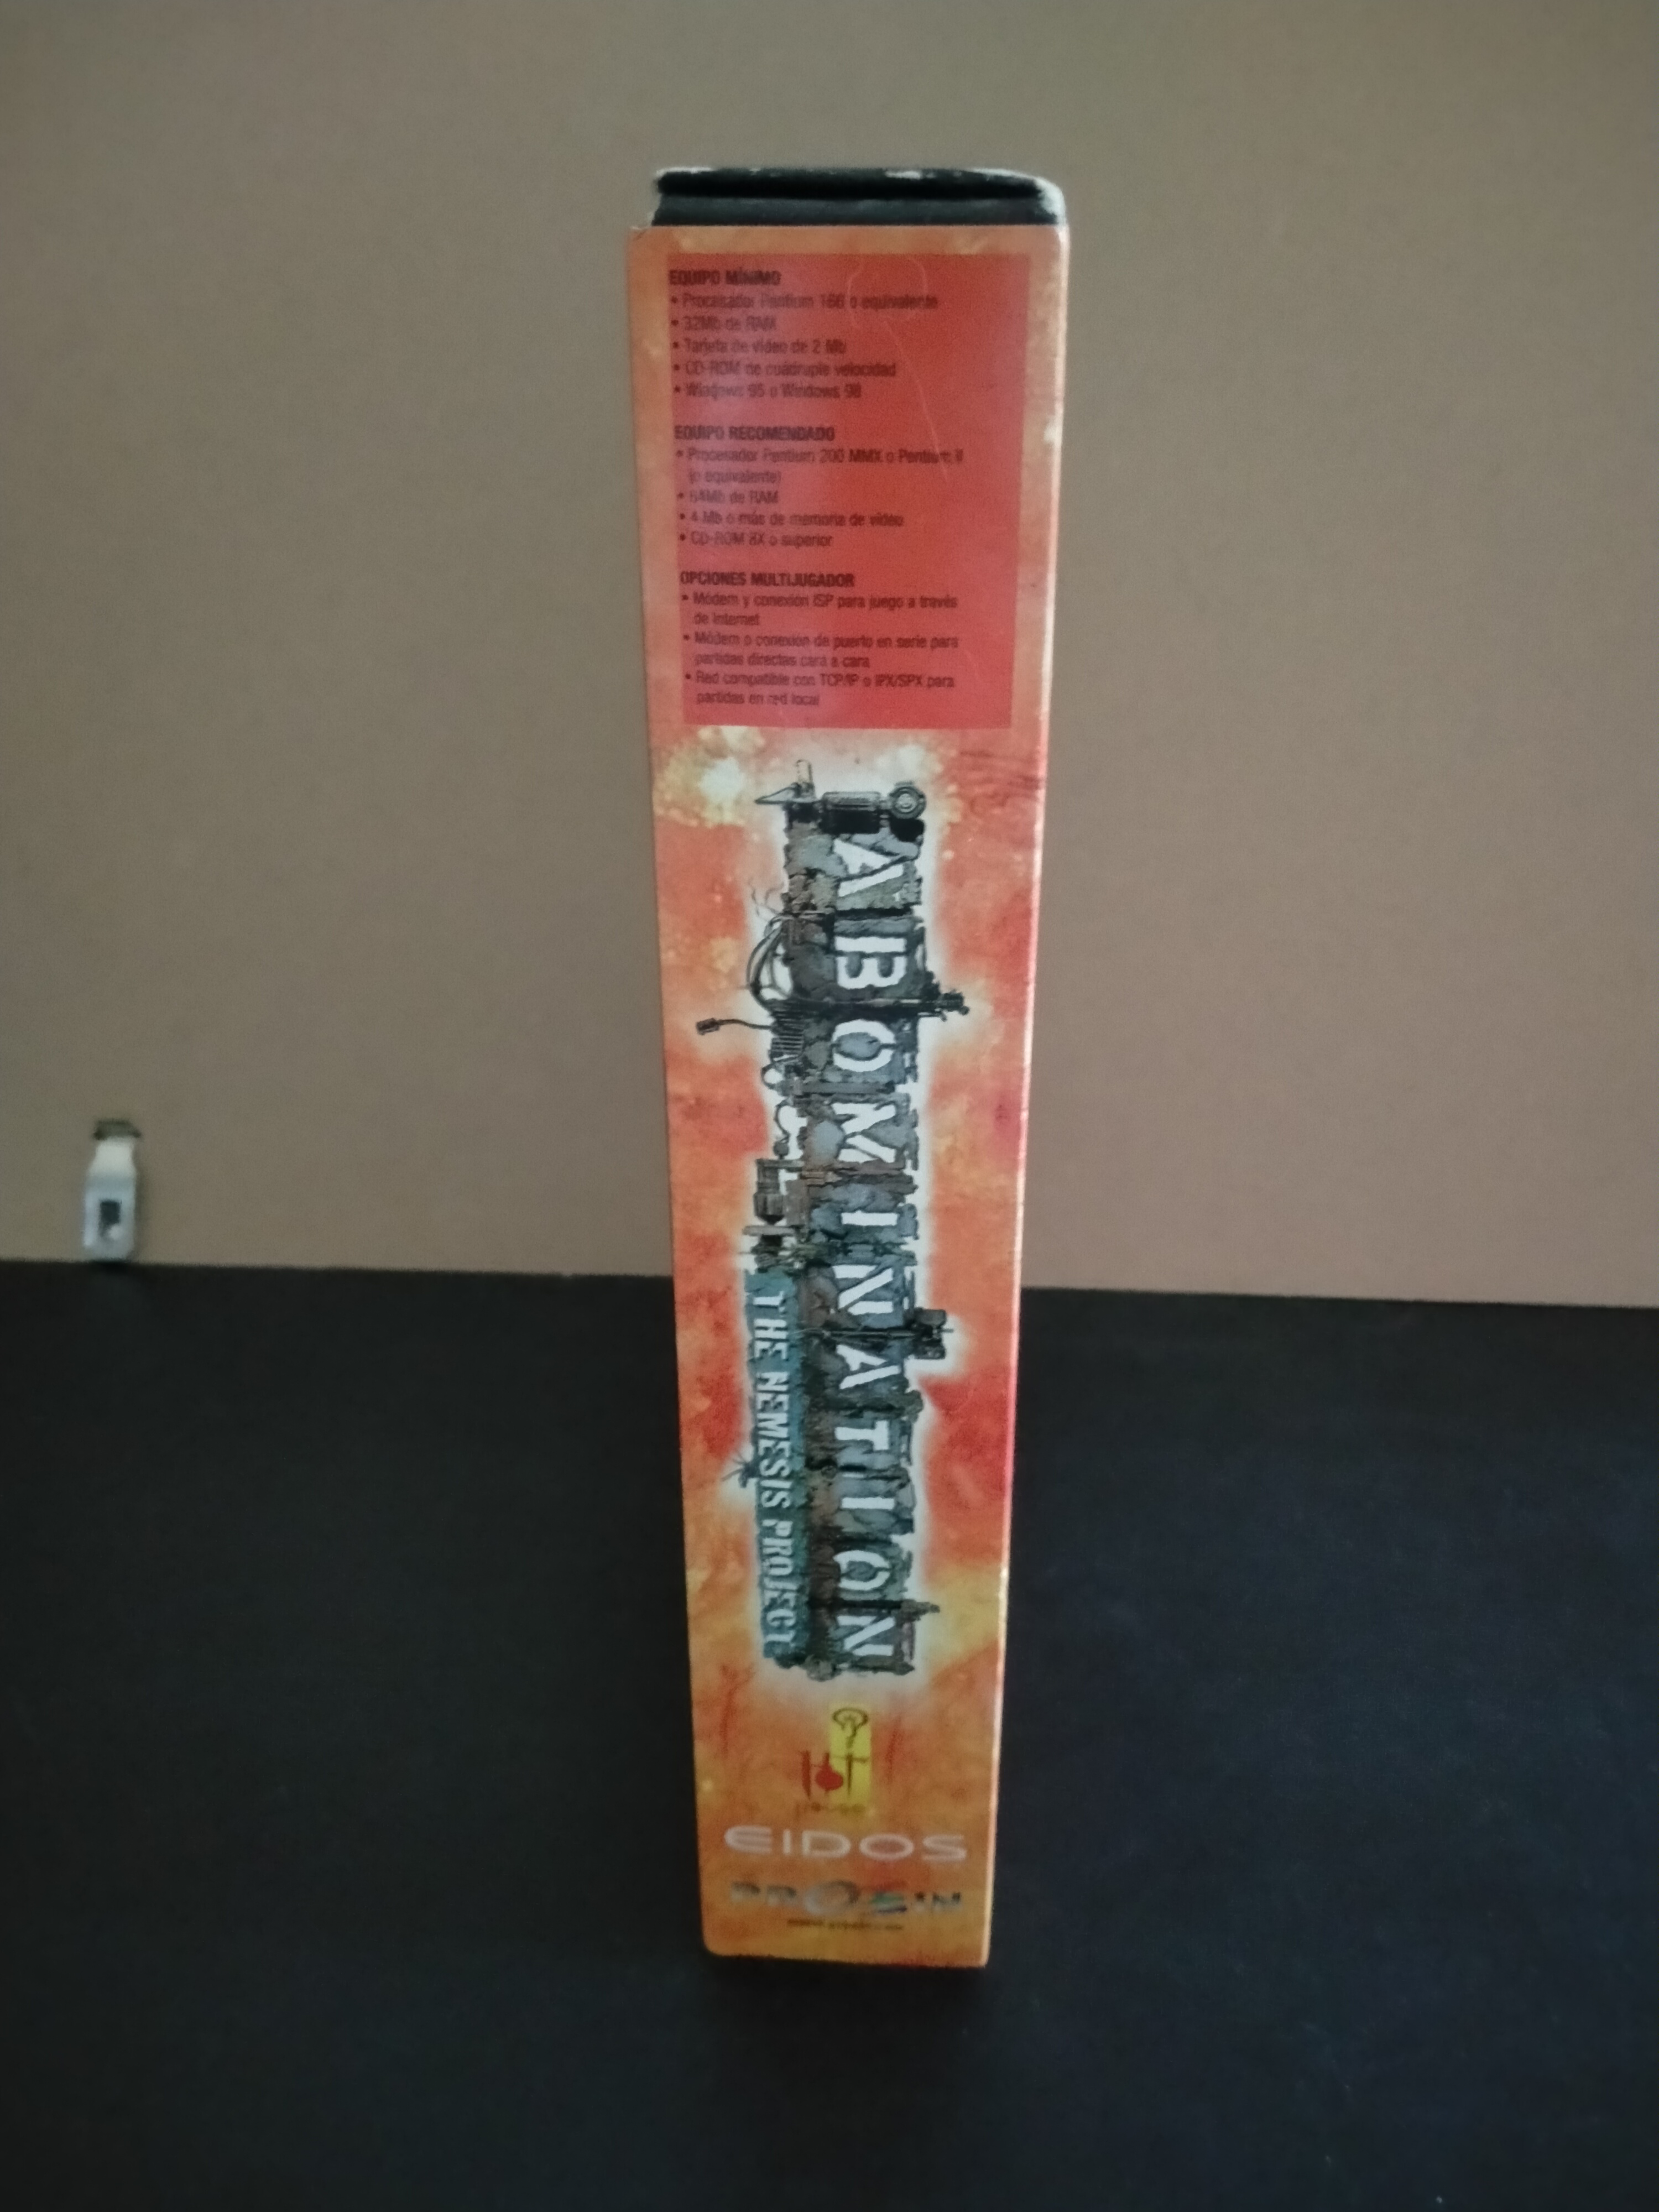 EQUIPO MÍNIMO
• Procesador Pentium 166 o equivalente
• 32Mb de RAM
• Tarjeta de vídeo de 2 Mb
• CD-ROM de cuádruple velocidad
• Windows 95 o Windows 98
EQUIPO RECOMENDADO
• Procesador Pentium 200 MMX o Pentium II
(o equivalente)
• 64Mb de RAM
• 4 Mb o más de memoria de vídeo
• CD-ROM 8X o superior
OPCIONES MULTIJUGADOR
• Módem y conexión ISP para juego a través
de Internet
• Módem o conexión de puerto en serie para
partidas directas cara a cara
• Red compatible con TCP/IP o IPX/SPX para
partidas en red local
ABOMINATION
THE NEMESIS PROJECT
EIDOS
PROEIN